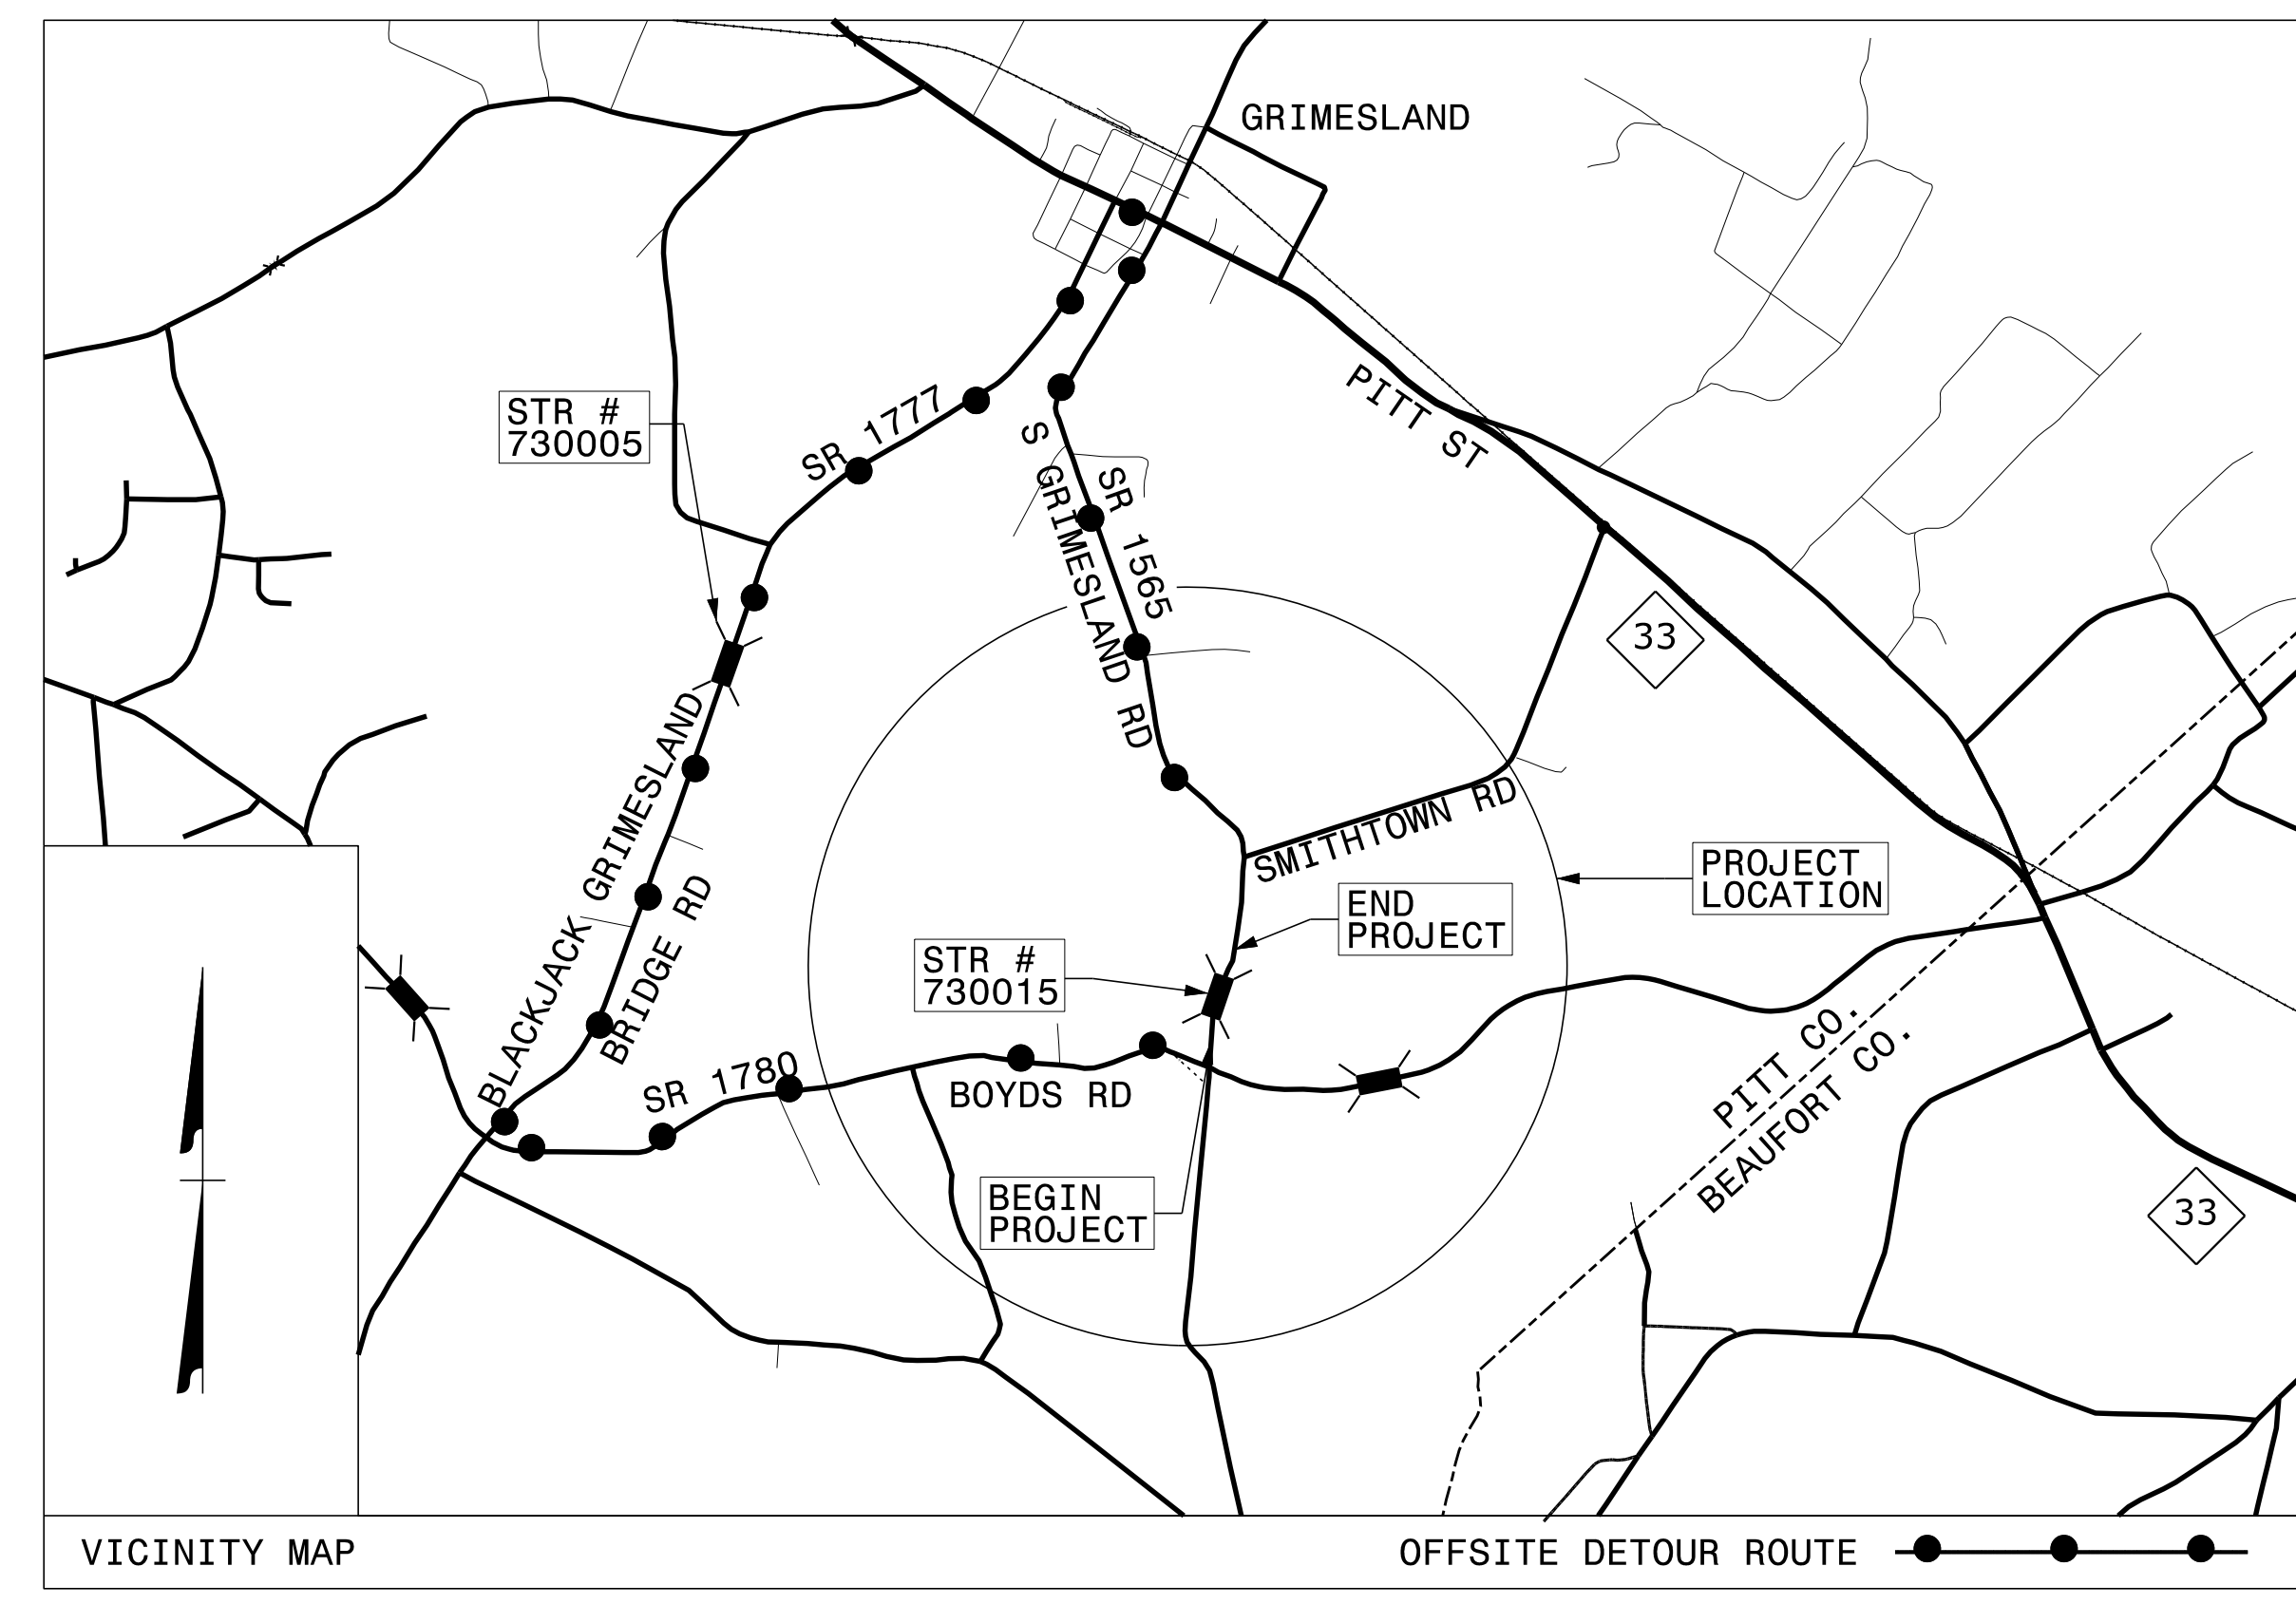 GRIMESLAND
PITT ST
STR #
730005
SR 1777
S GRIMESLAND RD
SR 1565
33
BLACKJACK GRIMESLAND
BRIDGE RD
SMITHTOWN RD
PROJECT
LOCATION
END
PROJECT
STR #
730015
SR 1780
BOYDS RD
BEGIN
PROJECT
PITT CO.
BEAUFORT CO.
33
VICINITY MAP
OFFSITE DETOUR ROUTE